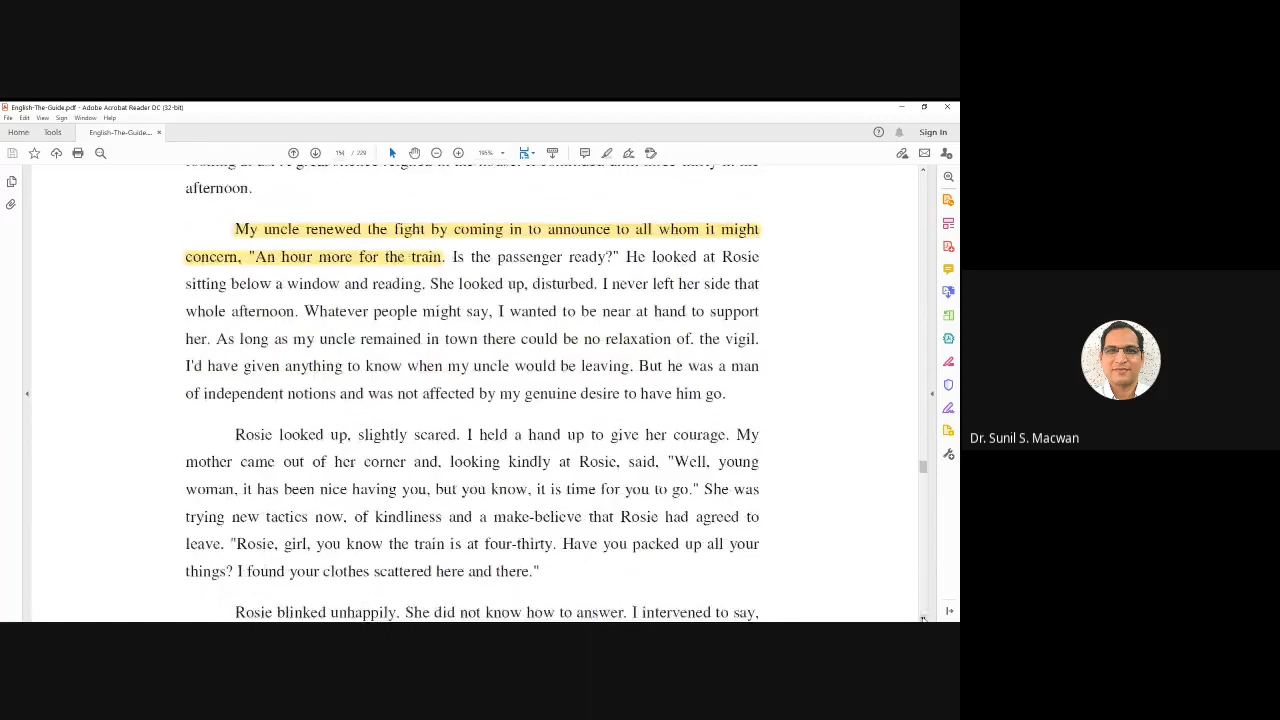 English-The-Guide.pdf - Adobe Acrobat Reader DC (32-bit)
File Edit View Sign Window Help
Home Tools English-The-Guide.... × Sign In
154 / 229 195%
afternoon.
My uncle renewed the fight by coming in to announce to all whom it might
concern, "An hour more for the train. Is the passenger ready?" He looked at Rosie
sitting below a window and reading. She looked up, disturbed. I never left her side that
whole afternoon. Whatever people might say, I wanted to be near at hand to support
her. As long as my uncle remained in town there could be no relaxation of. the vigil.
I'd have given anything to know when my uncle would be leaving. But he was a man
of independent notions and was not affected by my genuine desire to have him go.
Rosie looked up, slightly scared. I held a hand up to give her courage. My
mother came out of her corner and, looking kindly at Rosie, said, "Well, young
woman, it has been nice having you, but you know, it is time for you to go." She was
trying new tactics now, of kindliness and a make-believe that Rosie had agreed to
leave. "Rosie, girl, you know the train is at four-thirty. Have you packed up all your
things? I found your clothes scattered here and there."
Rosie blinked unhappily. She did not know how to answer. I intervened to say,
Dr. Sunil S. Macwan